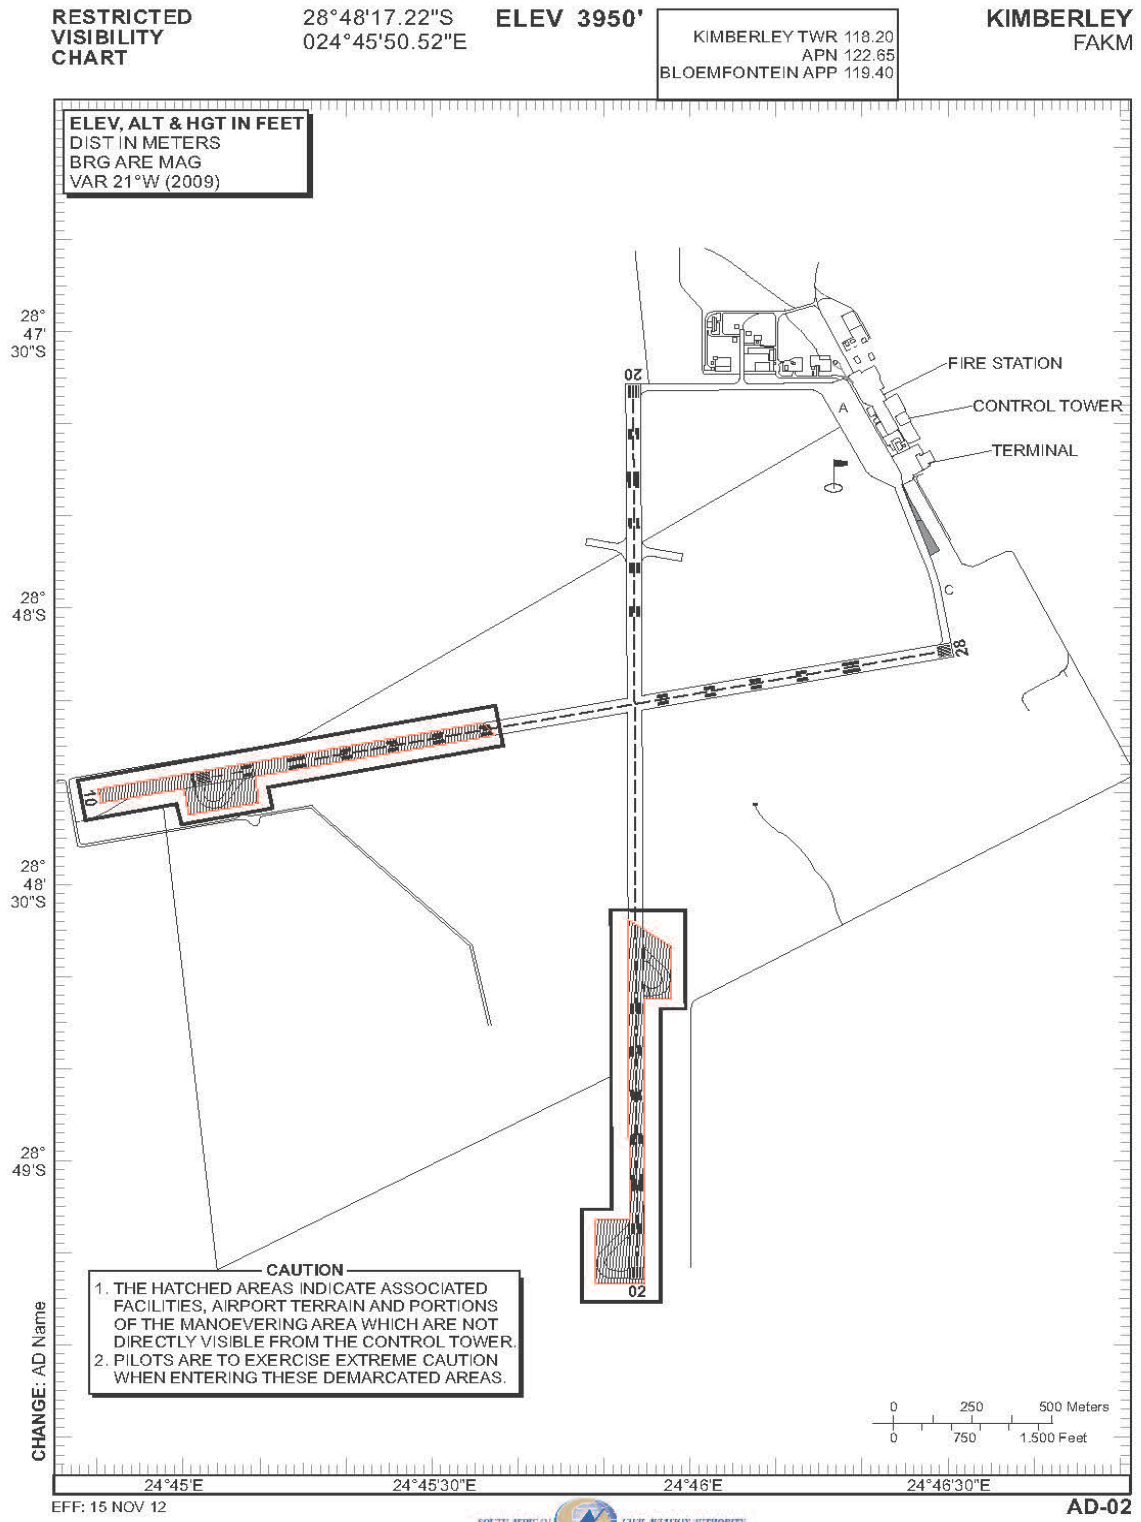 RESTRICTED
VISIBILITY
CHART
28°48'17.22"S
024°45'50.52"E
ELEV 3950'
KIMBERLEY TWR 118.20
APN 122.65
BLOEMFONTEIN APP 119.40
KIMBERLEY
FAKM
ELEV, ALT & HGT IN FEET
DIST IN METERS
BRG ARE MAG
VAR 21°W (2009)
28°
47'
30"S
20
FIRE STATION
A
CONTROL TOWER
TERMINAL
28°
48'S
C
28
10
28°
48'
30"S
28°
49'S
02
CAUTION
1. THE HATCHED AREAS INDICATE ASSOCIATED
FACILITIES, AIRPORT TERRAIN AND PORTIONS
OF THE MANOEVERING AREA WHICH ARE NOT
DIRECTLY VISIBLE FROM THE CONTROL TOWER.
2. PILOTS ARE TO EXERCISE EXTREME CAUTION
WHEN ENTERING THESE DEMARCATED AREAS.
CHANGE: AD Name
0 250 500 Meters
0 750 1.500 Feet
24°45'E
24°45'30"E
24°46'E
24°46'30"E
EFF: 15 NOV 12
AD-02